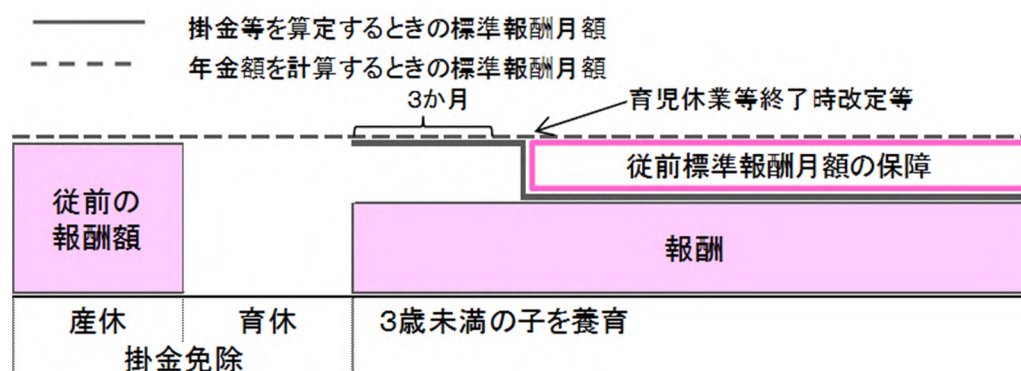 掛金等を算定するときの標準報酬月額
年金額を計算するときの標準報酬月額
3か月
育児休業等終了時改定等
従前標準報酬月額の保障
従前の
報酬額
報酬
産休
育休
3歳未満の子を養育
掛金免除